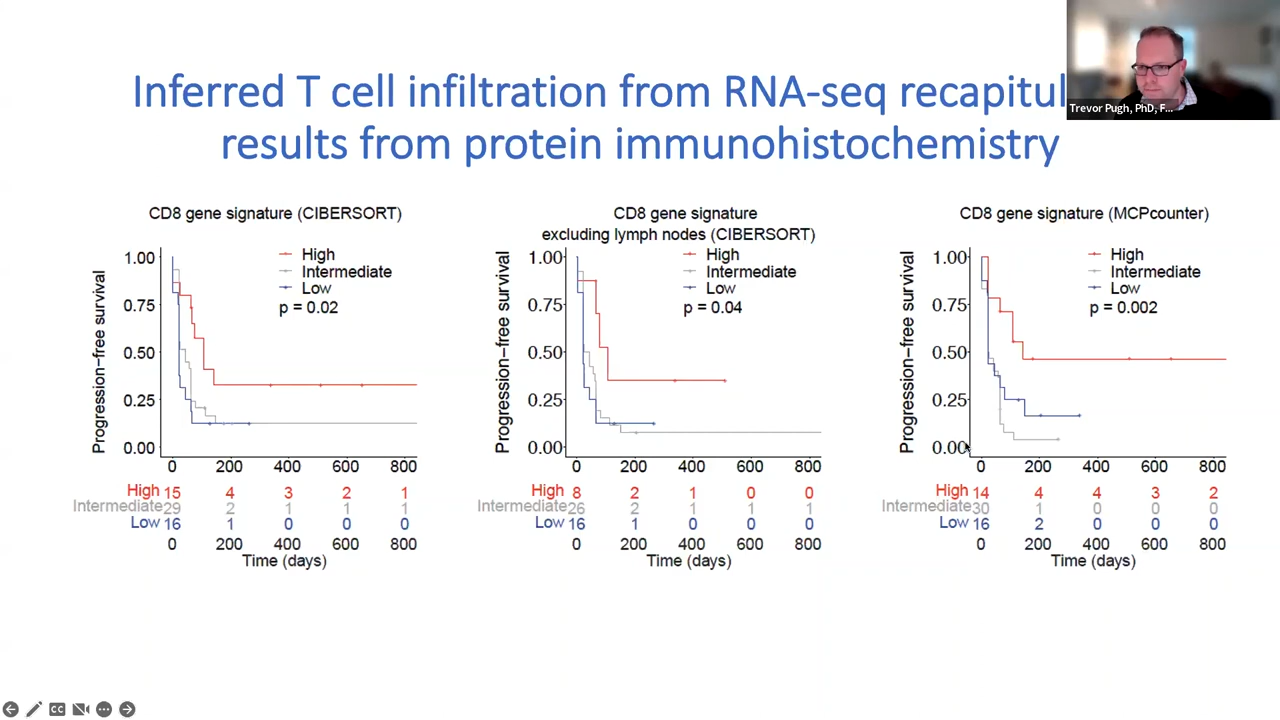 Inferred T cell infiltration from RNA-seq recapitul
results from protein immunohistochemistry
Trevor Pugh, PhD, F...
CD8 gene signature (CIBERSORT)
Progression-free survival
1.00
0.75
0.50
0.25
0.00
High
Intermediate
Low
p = 0.02
0 200 400 600 800
High 15 4 3 2 1
Intermediate 29 2 1 1 1
Low 16 1 0 0 0
0 200 400 600 800
Time (days)
CD8 gene signature
excluding lymph nodes (CIBERSORT)
Progression-free survival
1.00
0.75
0.50
0.25
0.00
High
Intermediate
Low
p = 0.04
0 200 400 600 800
High 8 2 1 0 0
Intermediate 26 2 1 1 1
Low 16 1 0 0 0
0 200 400 600 800
Time (days)
CD8 gene signature (MCPcounter)
Progression-free survival
1.00
0.75
0.50
0.25
0.00
High
Intermediate
Low
p = 0.002
0 200 400 600 800
High 14 4 4 3 2
Intermediate 30 1 0 0 0
Low 16 2 0 0 0
0 200 400 600 800
Time (days)
CC